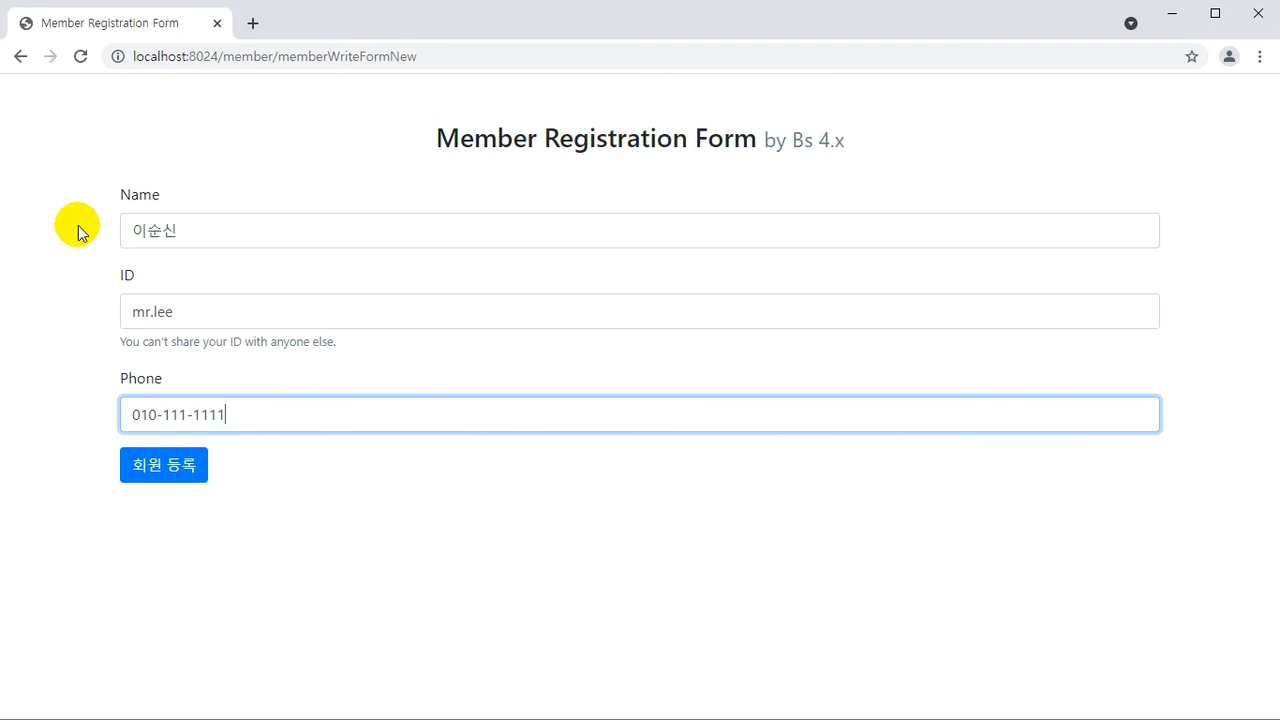 Member Registration Form
localhost:8024/member/memberWriteFormNew
Member Registration Form by Bs 4.x
Name
이순신
ID
mr.lee
You can't share your ID with anyone else.
Phone
010-111-1111
회원 등록